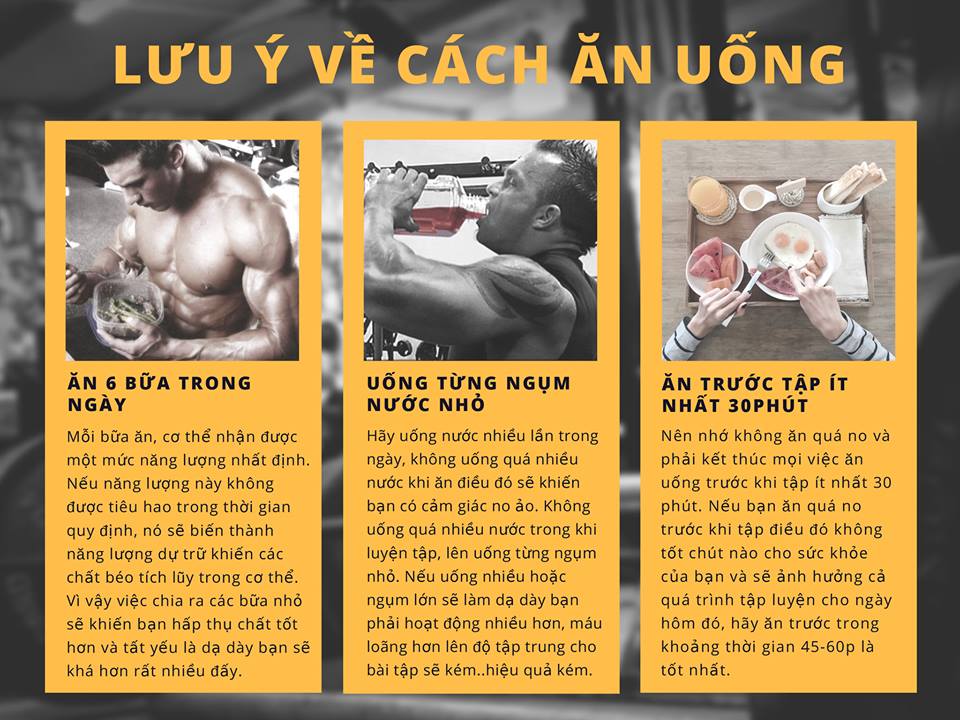 LƯU Ý VỀ CÁCH ĂN UỐNG
ĂN 6 BỮA TRONG
NGÀY
Mỗi bữa ăn, cơ thể nhận được
một mức năng lượng nhất định.
Nếu năng lượng này không
được tiêu hao trong thời gian
quy định, nó sẽ biến thành
năng lượng dự trữ khiến các
chất béo tích lũy trong cơ thể.
Vì vậy việc chia ra các bữa nhỏ
sẽ khiến bạn hấp thụ chất tốt
hơn và tất yếu là dạ dày bạn sẽ
khá hơn rất nhiều đấy.
UỐNG TỪNG NGỤM
NƯỚC NHỎ
Hãy uống nước nhiều lần trong
ngày, không uống quá nhiều
nước khi ăn điều đó sẽ khiến
bạn có cảm giác no ảo. Không
uống quá nhiều nước trong khi
luyện tập, lên uống từng ngụm
nhỏ. Nếu uống nhiều hoặc
ngụm lớn sẽ làm dạ dày bạn
phải hoạt động nhiều hơn, máu
loãng hơn lên độ tập trung cho
bài tập sẽ kém..hiệu quả kém.
ĂN TRƯỚC TẬP ÍT
NHẤT 30PHÚT
Nên nhớ không ăn quá no và
phải kết thúc mọi việc ăn
uống trước khi tập ít nhất 30
phút. Nếu bạn ăn quá no
trước khi tập điều đó không
tốt chút nào cho sức khỏe
của bạn và sẽ ảnh hưởng cả
quá trình tập luyện cho ngày
hôm đó, hãy ăn trước trong
khoảng thời gian 45-60p là
tốt nhất.